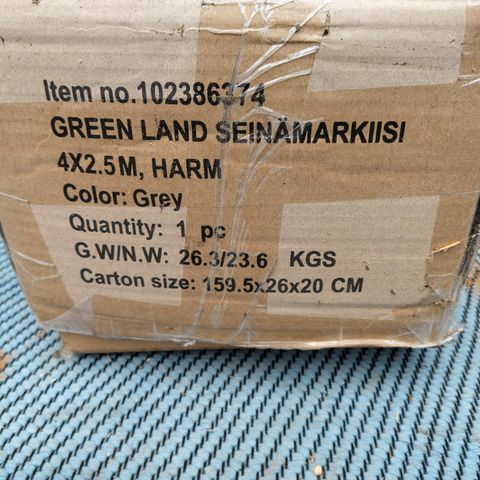 Item no.102386374
GREEN LAND SEINÄMARKIISI
4X2.5M, HARM
Color: Grey
Quantity: 1 pc
G.W/N.W: 26.3/23.6 KGS
Carton size: 159.5x26x20 CM